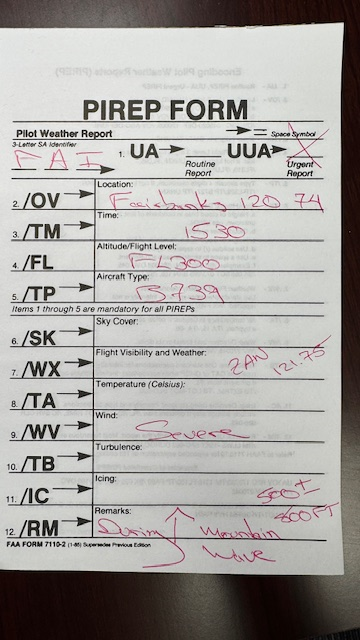 PIREP FORM
Pilot Weather Report
= Space Symbol
3-Letter SA Identifier
FAI
1. UA UUA X
Routine Report Urgent Report
2. /OV Location: Fairbanks 120 74
3. /TM Time: 1530
4. /FL Altitude/Flight Level: FL300
5. /TP Aircraft Type: B739
Items 1 through 5 are mandatory for all PIREPs
6. /SK Sky Cover:
7. /WX Flight Visibility and Weather: ZAN 121.75
8. /TA Temperature (Celsius):
9. /WV Wind: Severe
10. /TB Turbulence:
11. /IC Icing: 500 ±
800 FT
12. /RM Remarks: During Mountain
Wave
FAA FORM 7110-2 (1-85) Supersedes Previous Edition